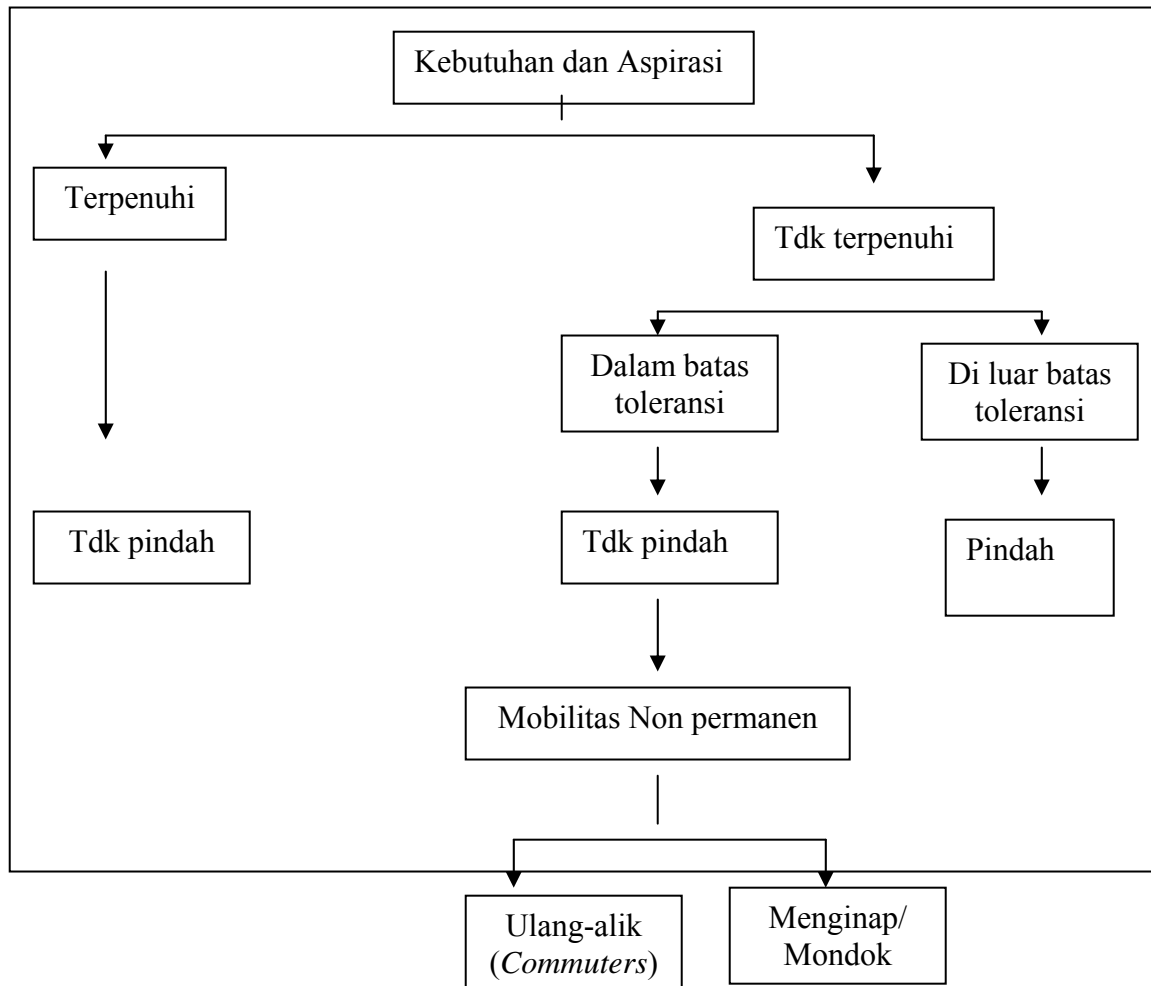 Kebutuhan dan Aspirasi
Terpenuhi
Tdk terpenuhi
Dalam batas
toleransi
Di luar batas
toleransi
Tdk pindah
Tdk pindah
Pindah
Mobilitas Non permanen
Ulang-alik
(Commuters)
Menginap/
Mondok